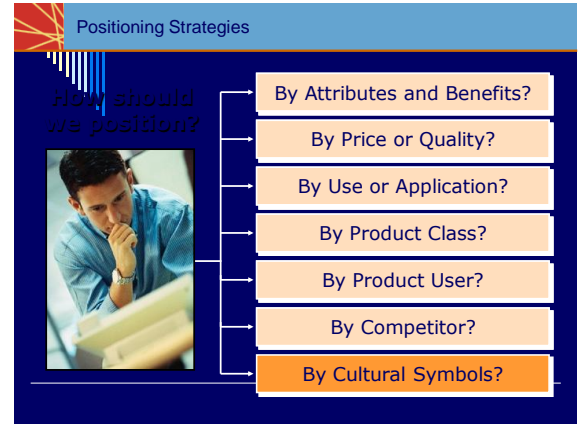 Positioning Strategies
How should
we position?
By Attributes and Benefits?
By Price or Quality?
By Use or Application?
By Product Class?
By Product User?
By Competitor?
By Cultural Symbols?